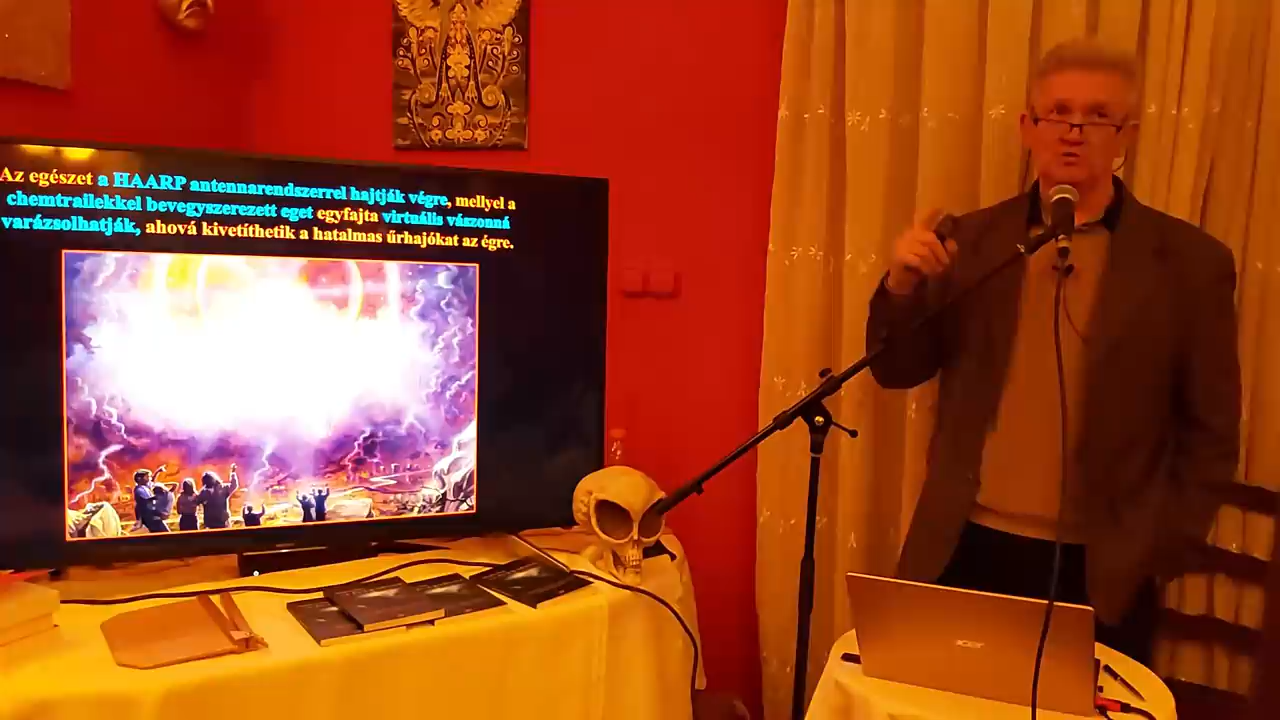 Az egészet a HAARP antennarendszerrel hajtják végre, mellyel a
chemtrailekkel bevegyszerezett eget egyfajta virtuális vászonná
varázsolhatják, ahová kivetíthetik a hatalmas űrhajókat az égre.
acer